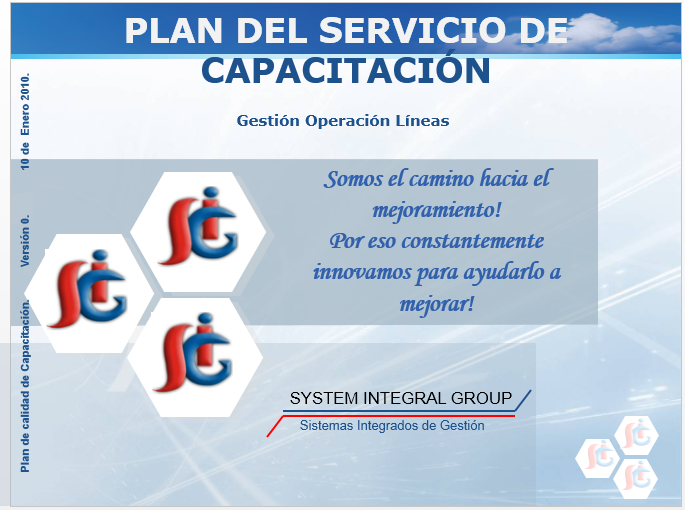 PLAN DEL SERVICIO DE
CAPACITACIÓN
Gestión Operación Líneas
Plan de calidad de Capacitación. Versión 0. 10 de Enero 2010.
Somos el camino hacia el
mejoramiento!
Por eso constantemente
innovamos para ayudarlo a
mejorar!
SYSTEM INTEGRAL GROUP
Sistemas Integrados de Gestión